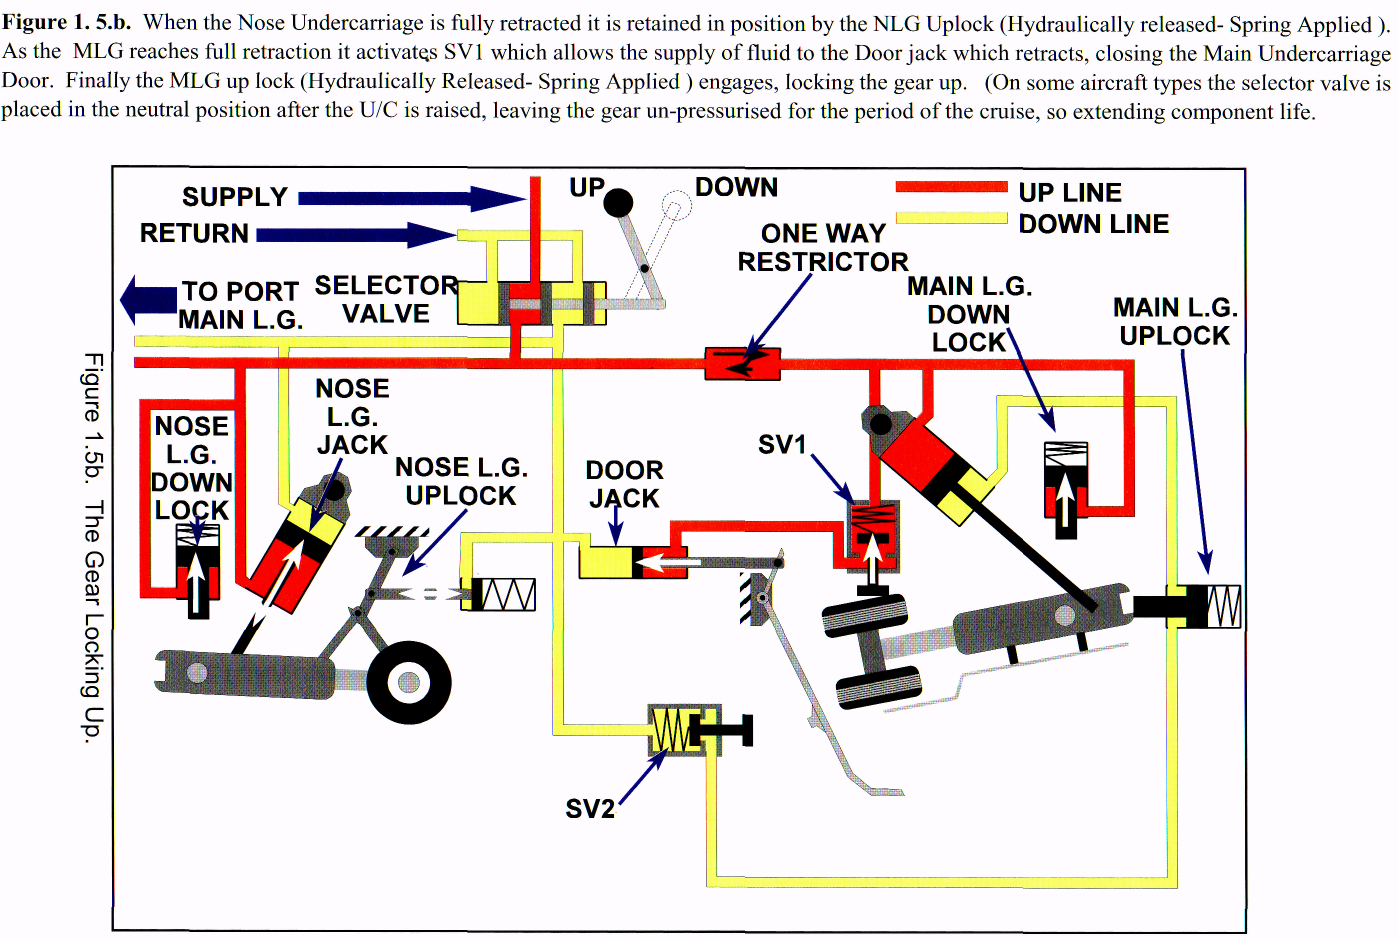 Figure 1. 5.b. When the Nose Undercarriage is fully retracted it is retained in position by the NLG Uplock (Hydraulically released- Spring Applied ).
As the MLG reaches full retraction it activates SV1 which allows the supply of fluid to the Door jack which retracts, closing the Main Undercarriage
Door. Finally the MLG up lock (Hydraulically Released- Spring Applied ) engages, locking the gear up. (On some aircraft types the selector valve is
placed in the neutral position after the U/C is raised, leaving the gear un-pressurised for the period of the cruise, so extending component life.
SUPPLY
RETURN
UP
DOWN
UP LINE
DOWN LINE
ONE WAY
RESTRICTOR
TO PORT
MAIN L.G.
SELECTOR
VALVE
MAIN L.G.
DOWN
LOCK
MAIN L.G.
UPLOCK
NOSE
L.G.
JACK
NOSE
L.G.
DOWN
LOCK
NOSE L.G.
UPLOCK
DOOR
JACK
SV1
SV2
Figure 1.5b. The Gear Locking Up.